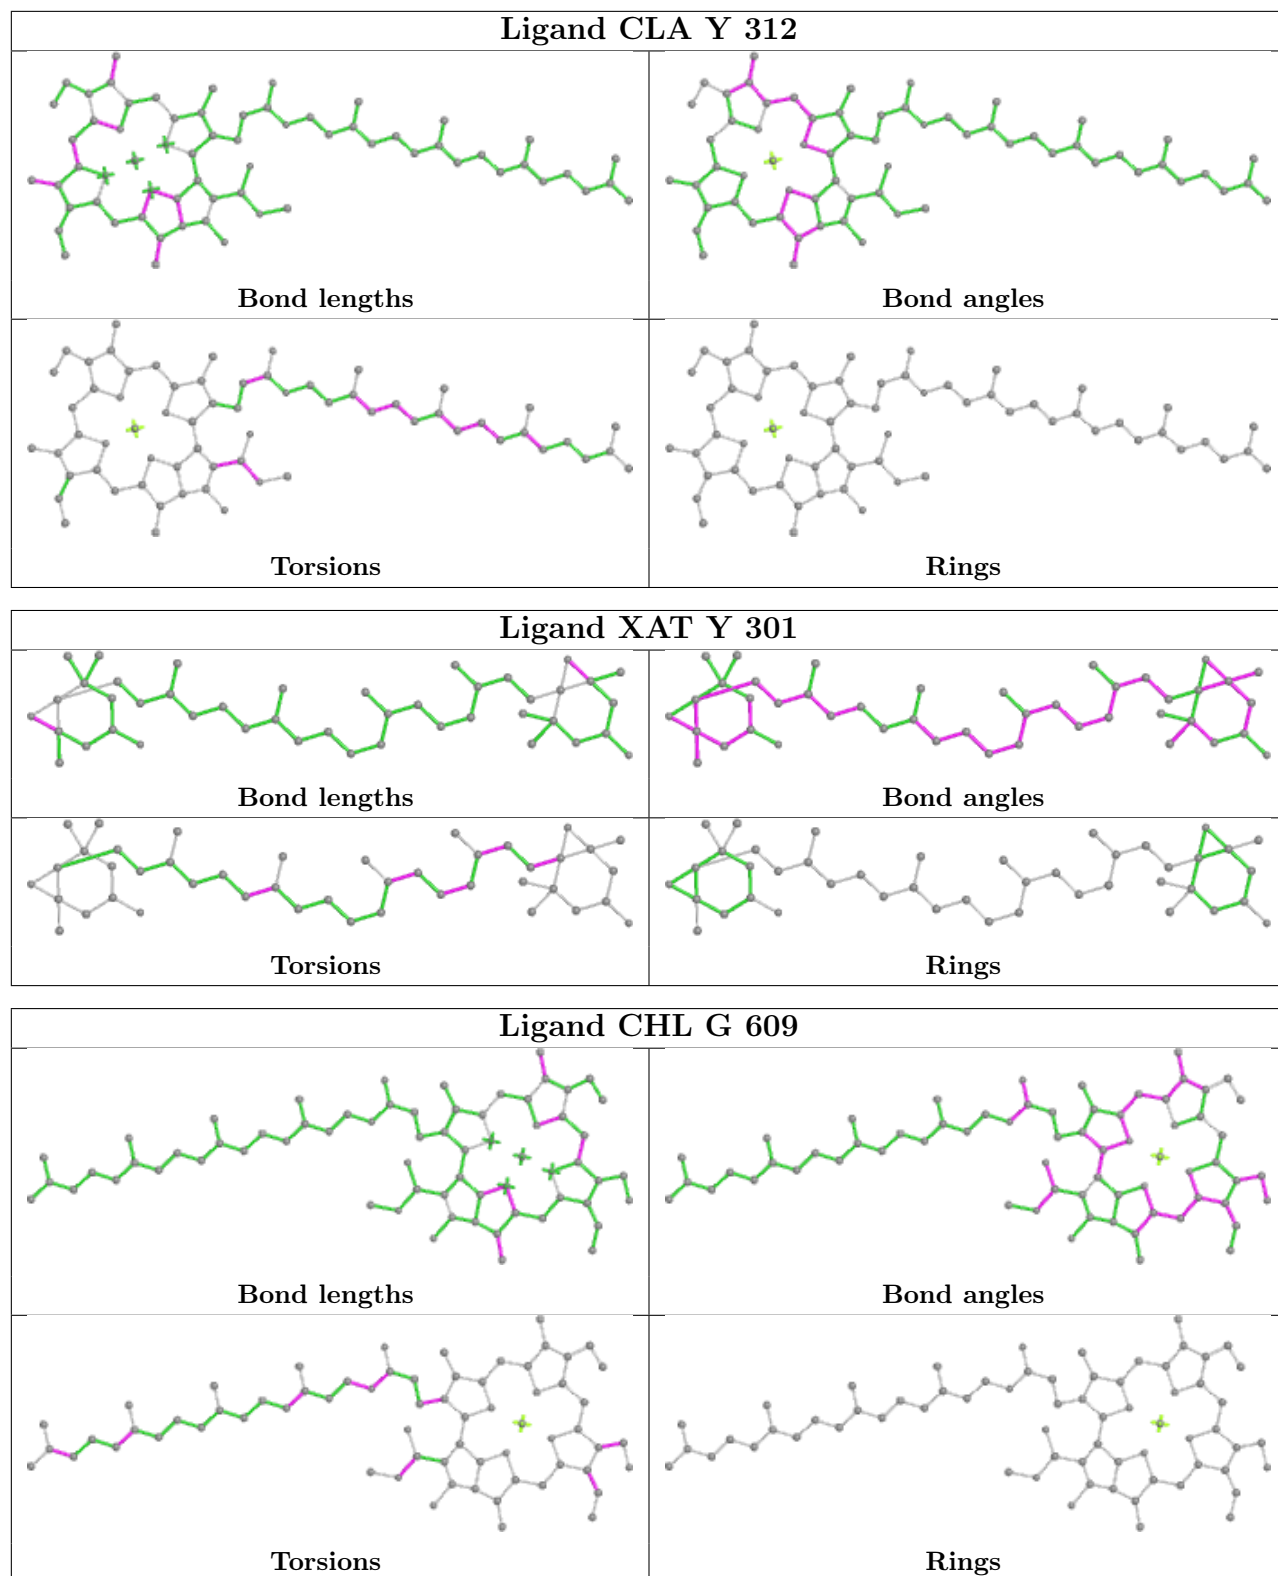 Ligand CLA Y 312
Bond lengths
Bond angles
Torsions
Rings
Ligand XAT Y 301
Bond lengths
Bond angles
Torsions
Rings
Ligand CHL G 609
Bond lengths
Bond angles
Torsions
Rings